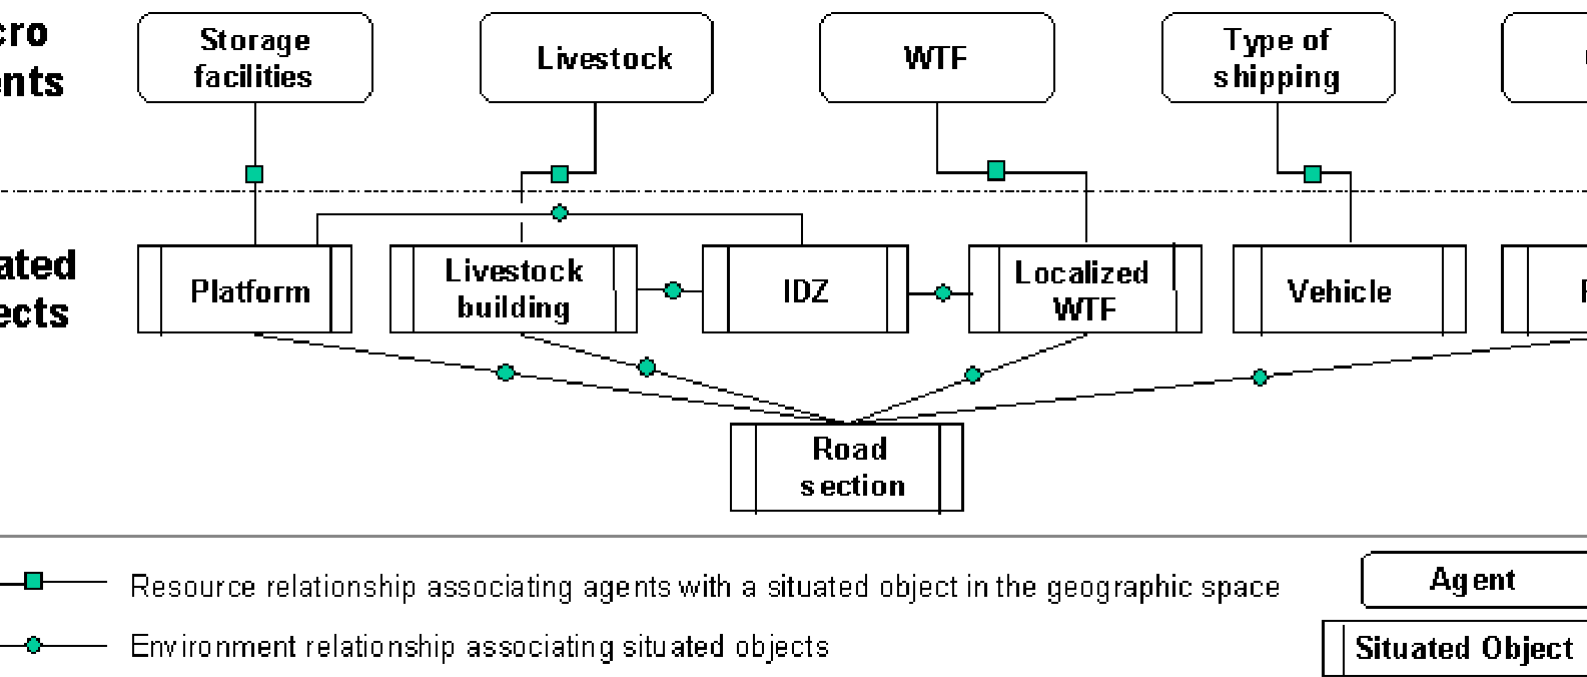 Storage
facilities
Livestock
WTF
Type of
shipping
Platform
Livestock
building
IDZ
Localized
WTF
Vehicle
Road
section
Resource relationship associating agents with a situated object in the geographic space
Agent
Environment relationship associating situated objects
Situated Object